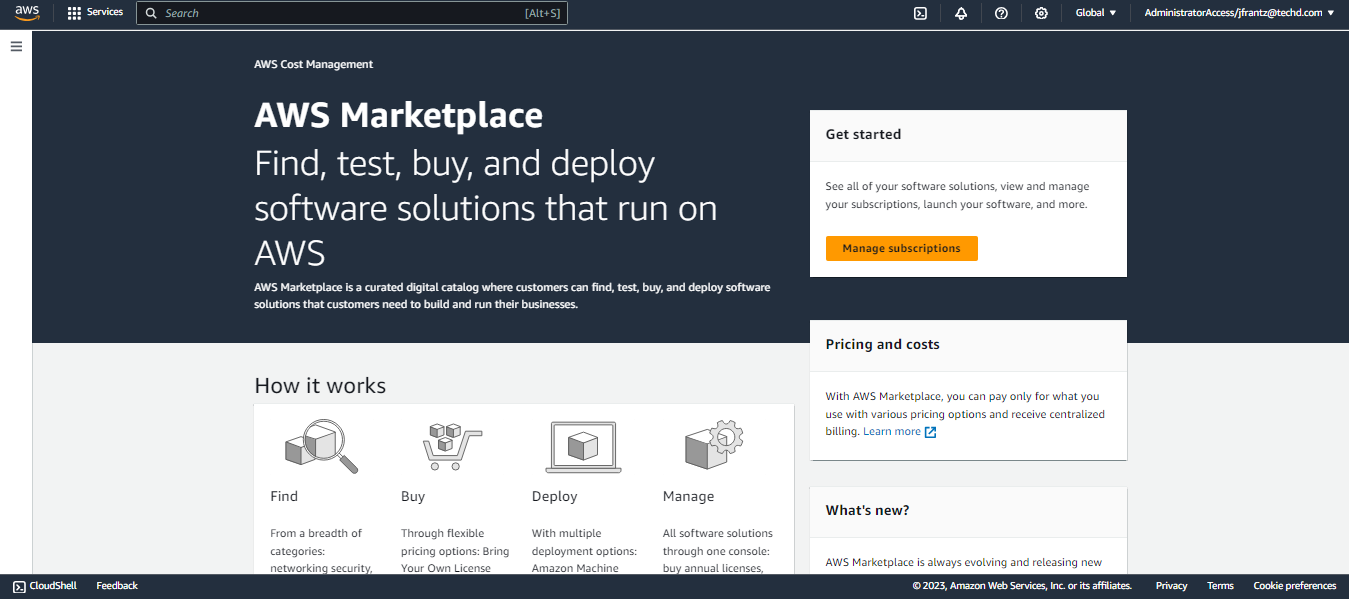 aws
Services
Search
[Alt+S]
Global
AdministratorAccess/jfrantz@techd.com
AWS Cost Management
AWS Marketplace
Find, test, buy, and deploy
software solutions that run on
AWS
AWS Marketplace is a curated digital catalog where customers can find, test, buy, and deploy software
solutions that customers need to build and run their businesses.
Get started
See all of your software solutions, view and manage
your subscriptions, launch your software, and more.
Manage subscriptions
Pricing and costs
With AWS Marketplace, you can pay only for what you
use with various pricing options and receive centralized
billing. Learn more
What's new?
AWS Marketplace is always evolving and releasing new
How it works
Find
From a breadth of
categories:
networking security,
Buy
Through flexible
pricing options: Bring
Your Own License
Deploy
With multiple
deployment options:
Amazon Machine
Manage
All software solutions
through one console:
buy annual licenses,
CloudShell
Feedback
© 2023, Amazon Web Services, Inc. or its affiliates.
Privacy
Terms
Cookie preferences